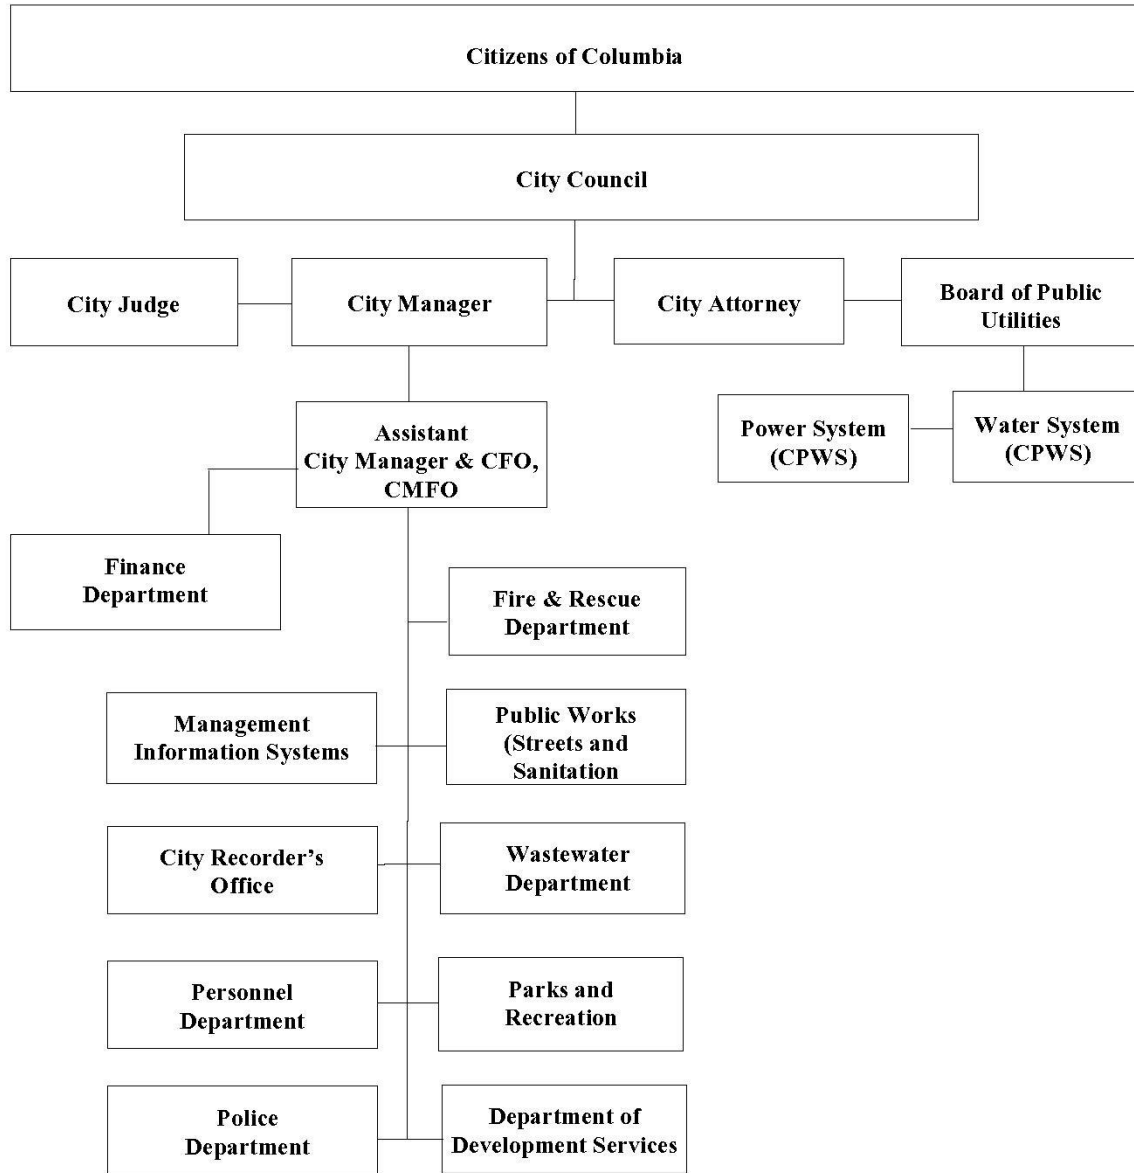 Citizens of Columbia
City Council
City Judge
City Manager
City Attorney
Board of Public
Utilities
Assistant
City Manager & CFO,
CMFO
Power System
(CPWS)
Water System
(CPWS)
Finance
Department
Fire & Rescue
Department
Management
Information Systems
Public Works
(Streets and
Sanitation
City Recorder’s
Office
Wastewater
Department
Personnel
Department
Parks and
Recreation
Police
Department
Department of
Development Services